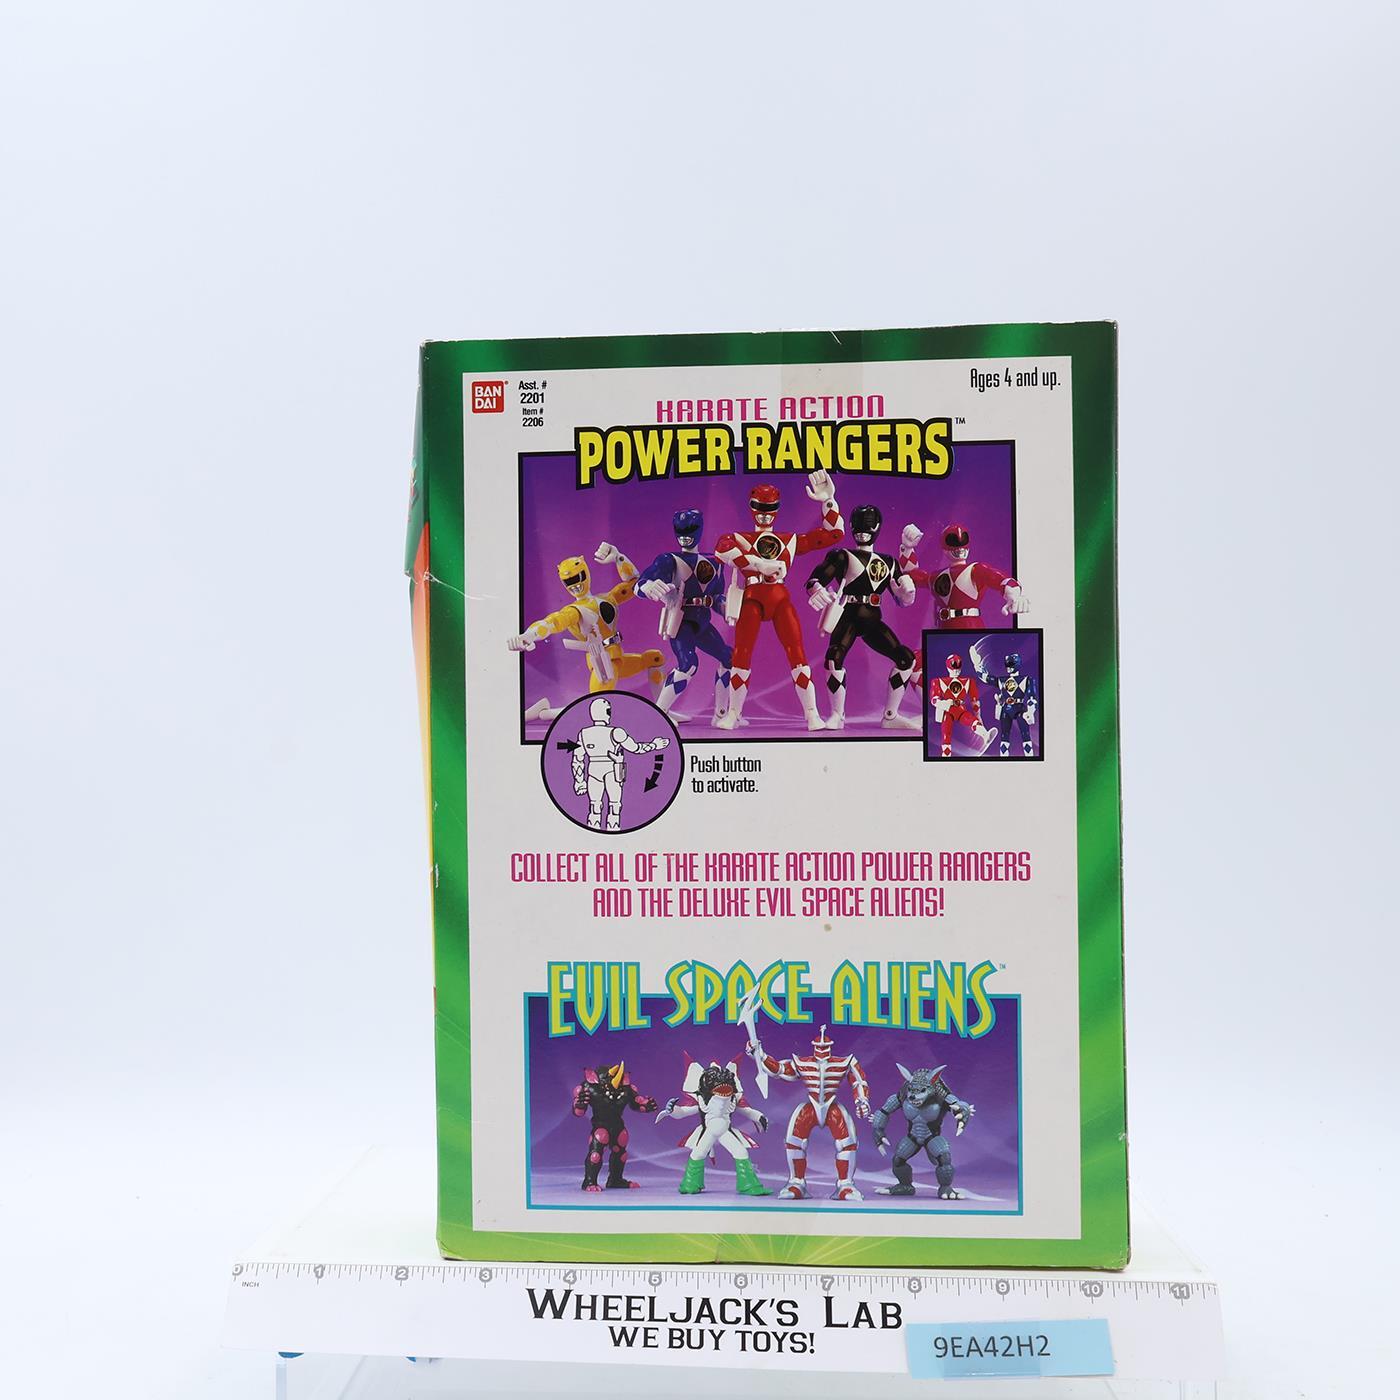 BAN
DAI
Asst. #
2201
Item #
2206
Ages 4 and up.
KARATE ACTION
POWER RANGERS™
Push button
to activate.
COLLECT ALL OF THE KARATE ACTION POWER RANGERS
AND THE DELUXE EVIL SPACE ALIENS!
EVIL SPACE ALIENS™
0 1 2 3 4 5 6 7 8 9 10 11
INCH
WHEELJACK'S LAB
WE BUY TOYS!
9EA42H2